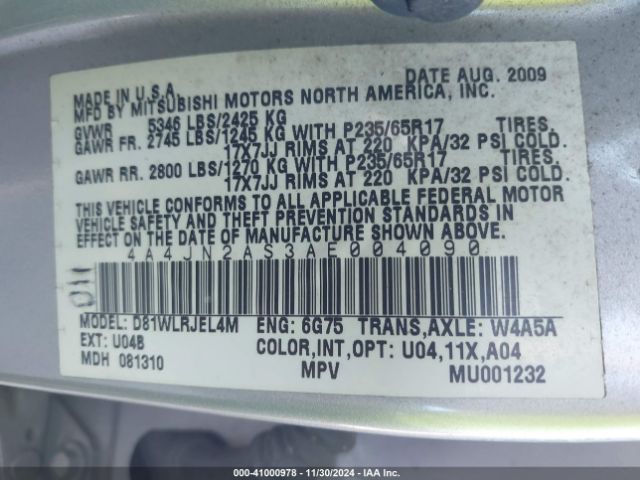 MADE IN U.S.A. DATE AUG. 2009
MFD BY MITSUBISHI MOTORS NORTH AMERICA, INC.
GVWR 5346 LBS/2425 KG
GAWR FR. 2745 LBS/1245 KG WITH P235/65R17 TIRES,
17X7JJ RIMS AT 220 KPA/32 PSI COLD.
GAWR RR. 2800 LBS/1270 KG WITH P235/65R17 TIRES,
17X7JJ RIMS AT 220 KPA/32 PSI COLD.
THIS VEHICLE CONFORMS TO ALL APPLICABLE FEDERAL MOTOR
VEHICLE SAFETY AND THEFT PREVENTION STANDARDS IN
EFFECT ON THE DATE OF MANUFACTURE SHOWN ABOVE.
4A4JN2AS3AE004090
D11
MODEL: D81WLRJEL4M ENG: 6G75 TRANS,AXLE: W4A5A
EXT: U04B COLOR,INT,OPT: U04,11X,A04
MDH 081310 MPV MU001232
000-41000978 - 11/30/2024 - IAA Inc.